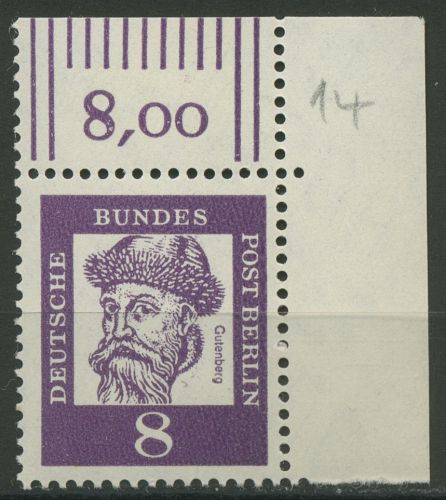 8,00
14
BUNDES
DEUTSCHE
POST BERLIN
Gutenberg
8